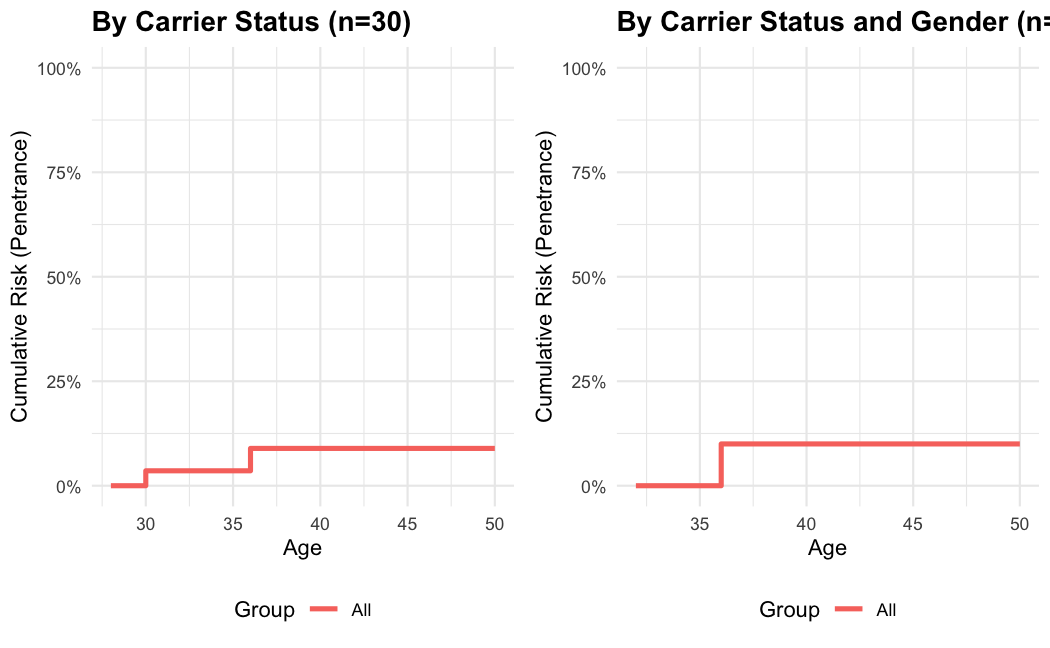 By Carrier Status (n=30)
100%
75%
50%
25%
0%
Cumulative Risk (Penetrance)
30 35 40 45 50
Age
Group All
By Carrier Status and Gender (n=
100%
75%
50%
25%
0%
Cumulative Risk (Penetrance)
35 40 45 50
Age
Group All